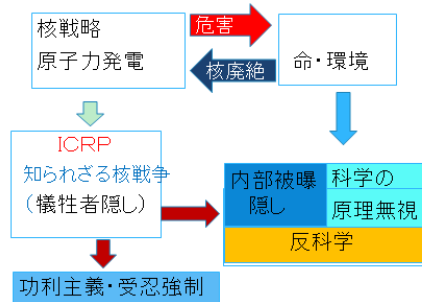 核戦略
原子力発電
危害
核廃絶
命・環境
ICRP
知られざる核戦争
(犠牲者隠し)
内部被曝
隠し
科学の
原理無視
反科学
功利主義・受忍強制